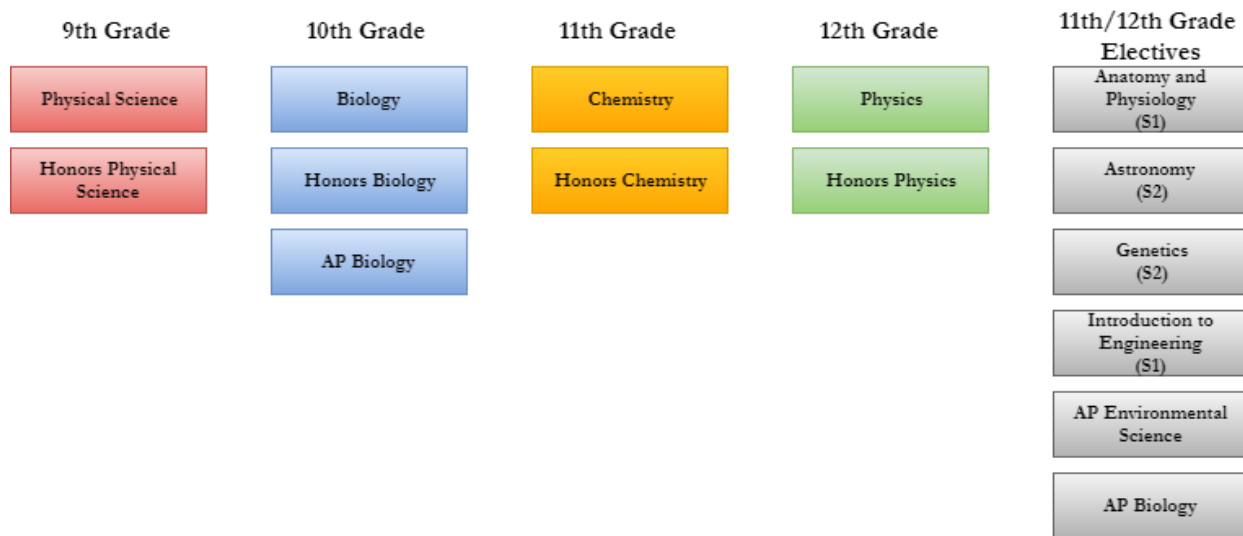 9th Grade
10th Grade
11th Grade
12th Grade
11th/12th Grade
Electives
Physical Science
Biology
Chemistry
Physics
Anatomy and
Physiology
(S1)
Honors Physical
Science
Honors Biology
Honors Chemistry
Honors Physics
Astronomy
(S2)
AP Biology
Genetics
(S2)
Introduction to
Engineering
(S1)
AP Environmental
Science
AP Biology